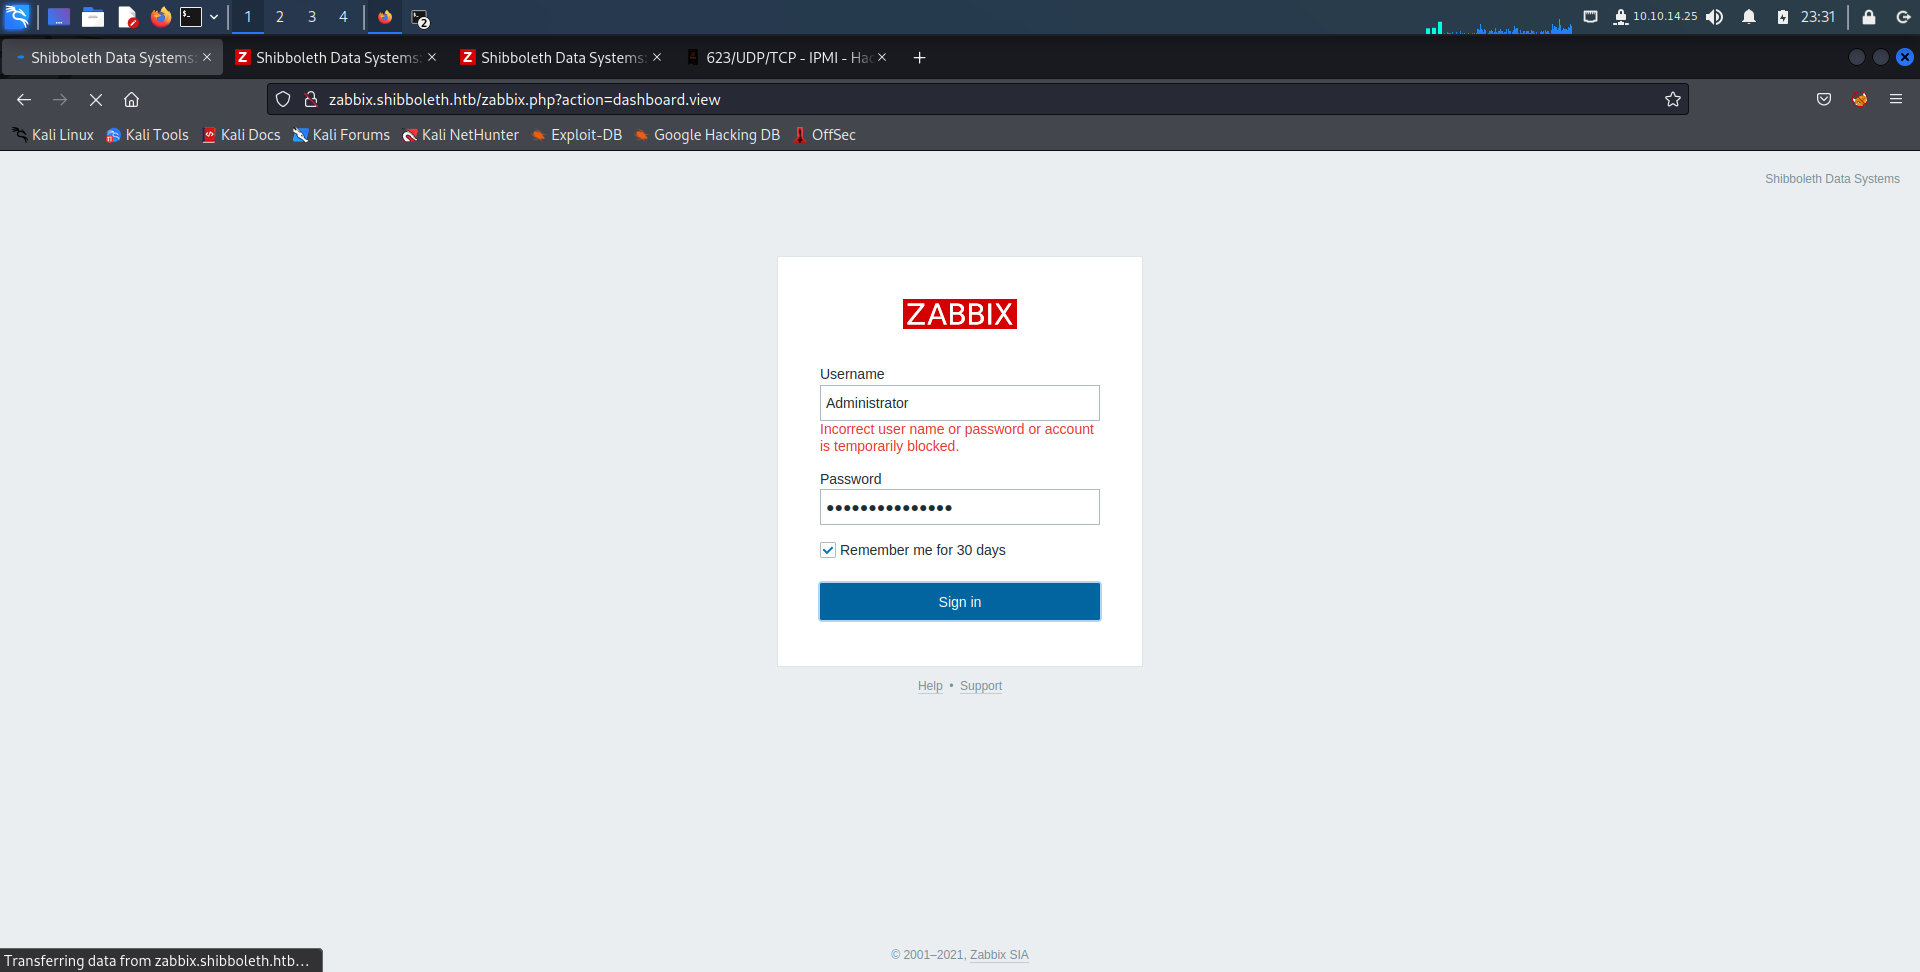 1 2 3 4 2 10.10.14.25 23:31
Shibboleth Data Systems: Shibboleth Data Systems: Shibboleth Data Systems: 623/UDP/TCP - IPMI - Hac
zabbix.shibboleth.htb/zabbix.php?action=dashboard.view
Kali Linux Kali Tools Kali Docs Kali Forums Kali NetHunter Exploit-DB Google Hacking DB OffSec
Shibboleth Data Systems
ZABBIX
Username
Administrator
Incorrect user name or password or account
is temporarily blocked.
Password
●●●●●●●●●●●●●●●
Remember me for 30 days
Sign in
Help • Support
© 2001–2021, Zabbix SIA
Transferring data from zabbix.shibboleth.htb…